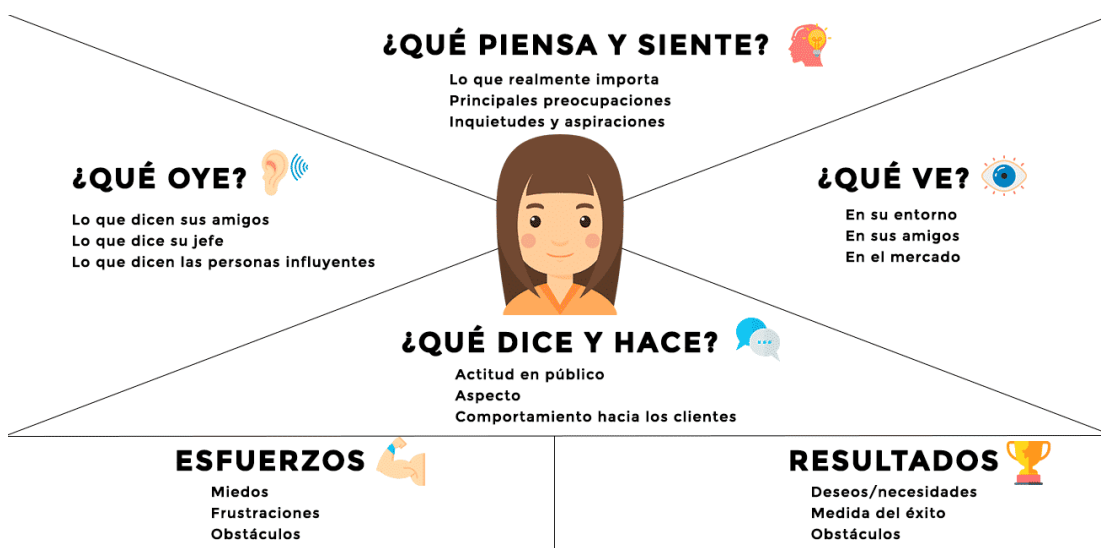 ¿QUÉ PIENSA Y SIENTE?
Lo que realmente importa
Principales preocupaciones
Inquietudes y aspiraciones
¿QUÉ OYE?
Lo que dicen sus amigos
Lo que dice su jefe
Lo que dicen las personas influyentes
¿QUÉ VE?
En su entorno
En sus amigos
En el mercado
¿QUÉ DICE Y HACE?
Actitud en público
Aspecto
Comportamiento hacia los clientes
ESFUERZOS
Miedos
Frustraciones
Obstáculos
RESULTADOS
Deseos/necesidades
Medida del éxito
Obstáculos